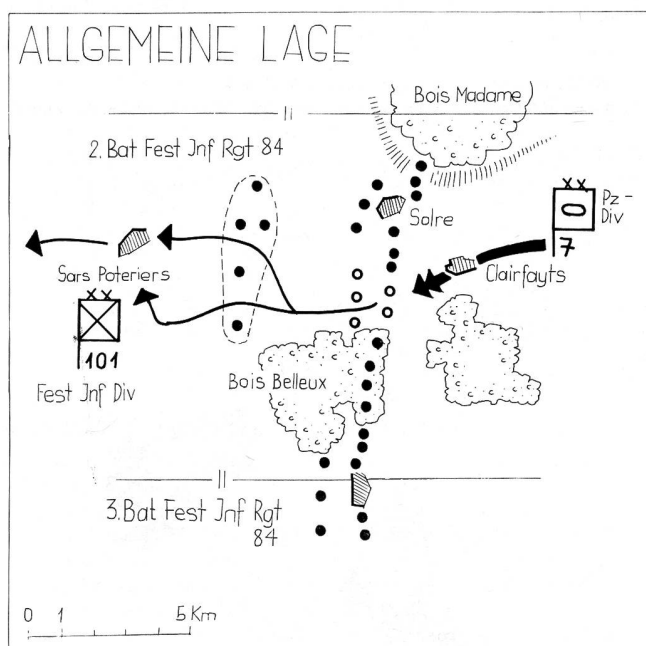 ALLGEMEINE LAGE
Bois Madame
2. Bat Fest Jnf Rgt 84
Solre
Pz-
Div
7
Clairfayts
Sars Poteriers
101
Fest Jnf Div
Bois Belleux
3. Bat Fest Jnf Rgt
84
0 1 5 Km